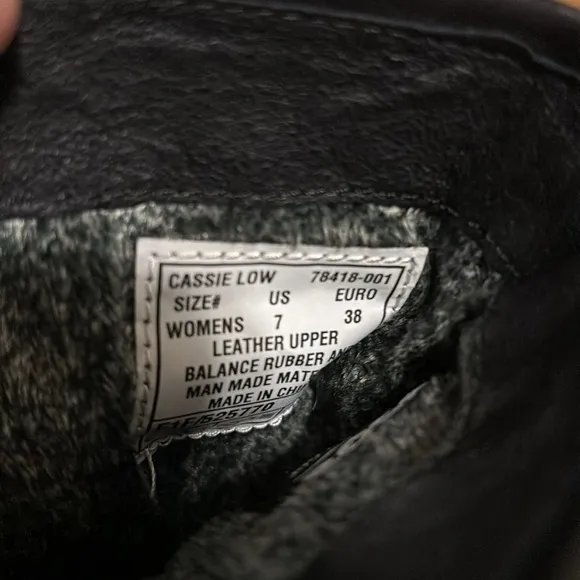 CASSIE LOW 78418-001
SIZE# US EURO
WOMENS 7 38
LEATHER UPPER
BALANCE RUBBER
MAN MADE
MADE IN